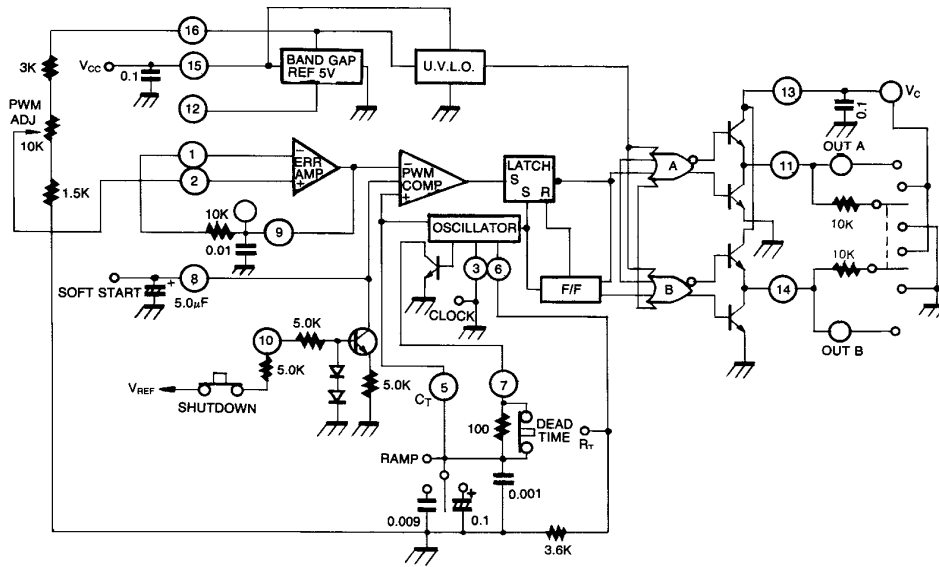 16
3K
VCC
0.1
15
BAND GAP
REF 5V
U.V.L.O.
12
13
VC
0.1
PWM
ADJ
10K
1
2
ERR
AMP
−
+
−
PWM
COMP
+
LATCH
S
R
S
A
11
OUT A
1.5K
10K
0.01
9
OSCILLATOR
3
6
10K
10K
8
SOFT START
+
5.0μF
CLOCK
F/F
B
14
10
5.0K
5.0K
5.0K
VREF
SHUTDOWN
OUT B
5
CT
7
100
DEAD
TIME
RT
RAMP
0.009
+
0.1
0.001
3.6K